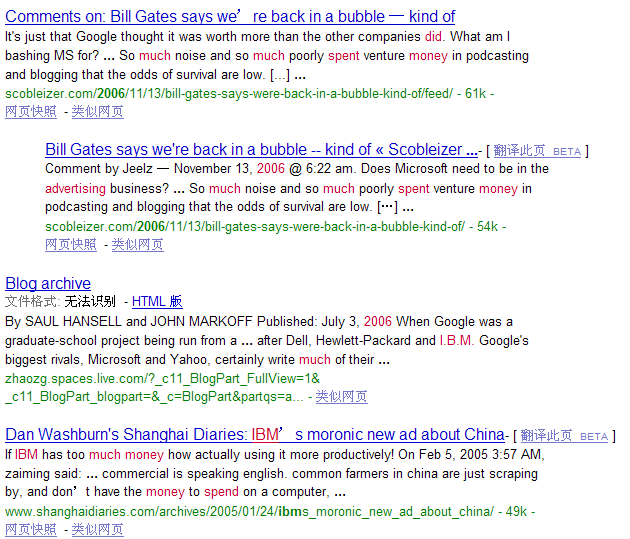 Comments on: Bill Gates says we’re back in a bubble — kind of
It's just that Google thought it was worth more than the other companies did. What am I
bashing MS for? ... So much noise and so much poorly spent venture money in podcasting
and blogging that the odds of survival are low. [...] ...
scobleizer.com/2006/11/13/bill-gates-says-were-back-in-a-bubble-kind-of/feed/ - 61k -
网页快照 - 类似网页
Bill Gates says we're back in a bubble -- kind of « Scobleizer ...- [ 翻译此页 BETA ]
Comment by Jeelz — November 13, 2006 @ 6:22 am. Does Microsoft need to be in the
advertising business? ... So much noise and so much poorly spent venture money in
podcasting and blogging that the odds of survival are low. […] ...
scobleizer.com/2006/11/13/bill-gates-says-were-back-in-a-bubble-kind-of/ - 54k -
网页快照 - 类似网页
Blog archive
文件格式: 无法识别 - HTML 版
By SAUL HANSELL and JOHN MARKOFF Published: July 3, 2006 When Google was a
graduate-school project being run from a ... after Dell, Hewlett-Packard and I.B.M. Google's
biggest rivals, Microsoft and Yahoo, certainly write much of their ...
zhaozg.spaces.live.com/?_c11_BlogPart_FullView=1&
_c11_BlogPart_blogpart=&_c=BlogPart&partqs=a... - 类似网页
Dan Washburn's Shanghai Diaries: IBM’s moronic new ad about China- [ 翻译此页 BETA ]
If IBM has too much money how actually using it more productively! On Feb 5, 2005 3:57 AM,
zaiming said: ... commercial is speaking english. common farmers in china are just scraping
by, and don’t have the money to spend on a computer, ...
www.shanghaidiaries.com/archives/2005/01/24/ibms_moronic_new_ad_about_china/ - 49k -
网页快照 - 类似网页